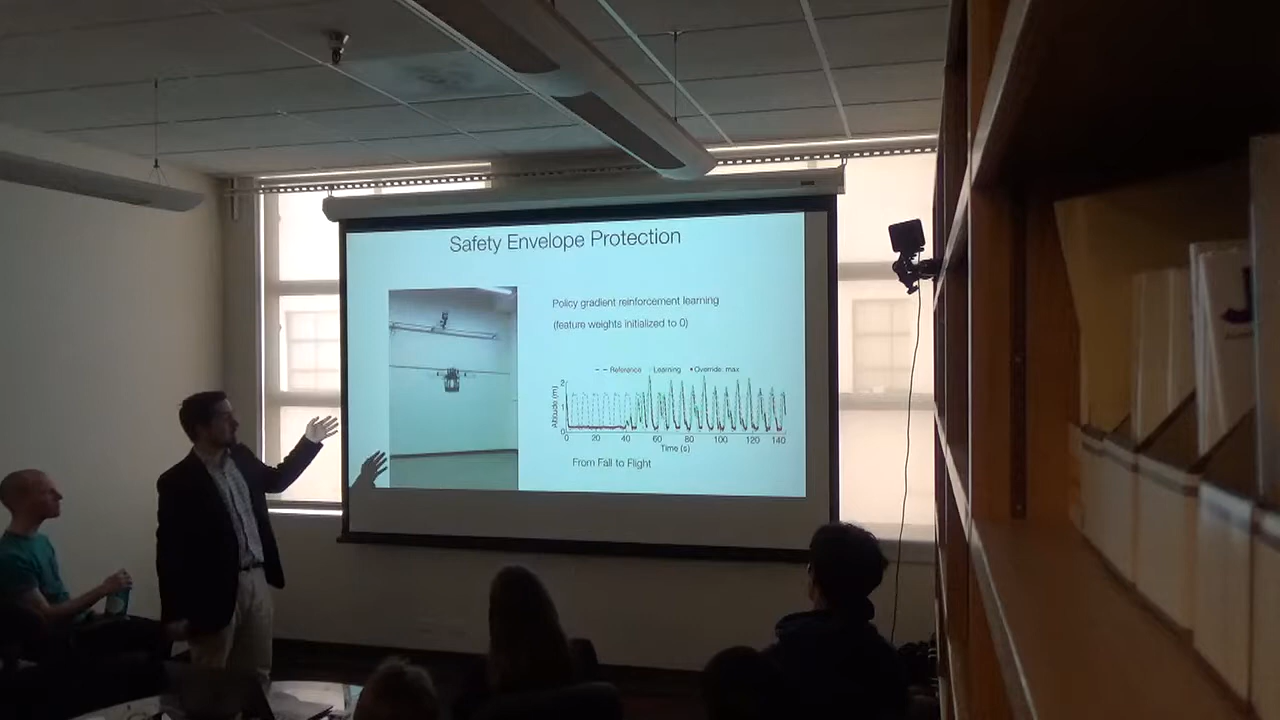 Safety Envelope Protection
Policy gradient reinforcement learning
(feature weights initialized to 0)
Reference Learning Override: max
Altitude (m)
2
1
0
0 20 40 60 80 100 120 140
Time (s)
From Fall to Flight
J